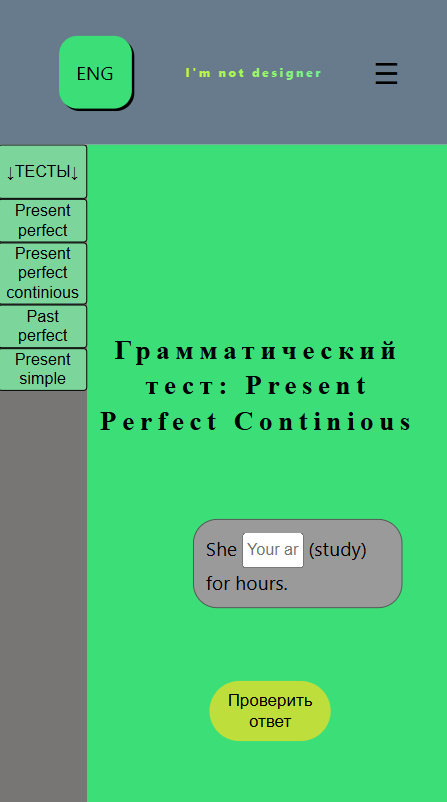 ENG
I'm not designer
☰
↓ТЕСТЫ↓
Present
perfect
Present
perfect
continious
Past
perfect
Present
simple
Грамматический
тест: Present
Perfect Continious
She Your ar (study)
for hours.
Проверить
ответ